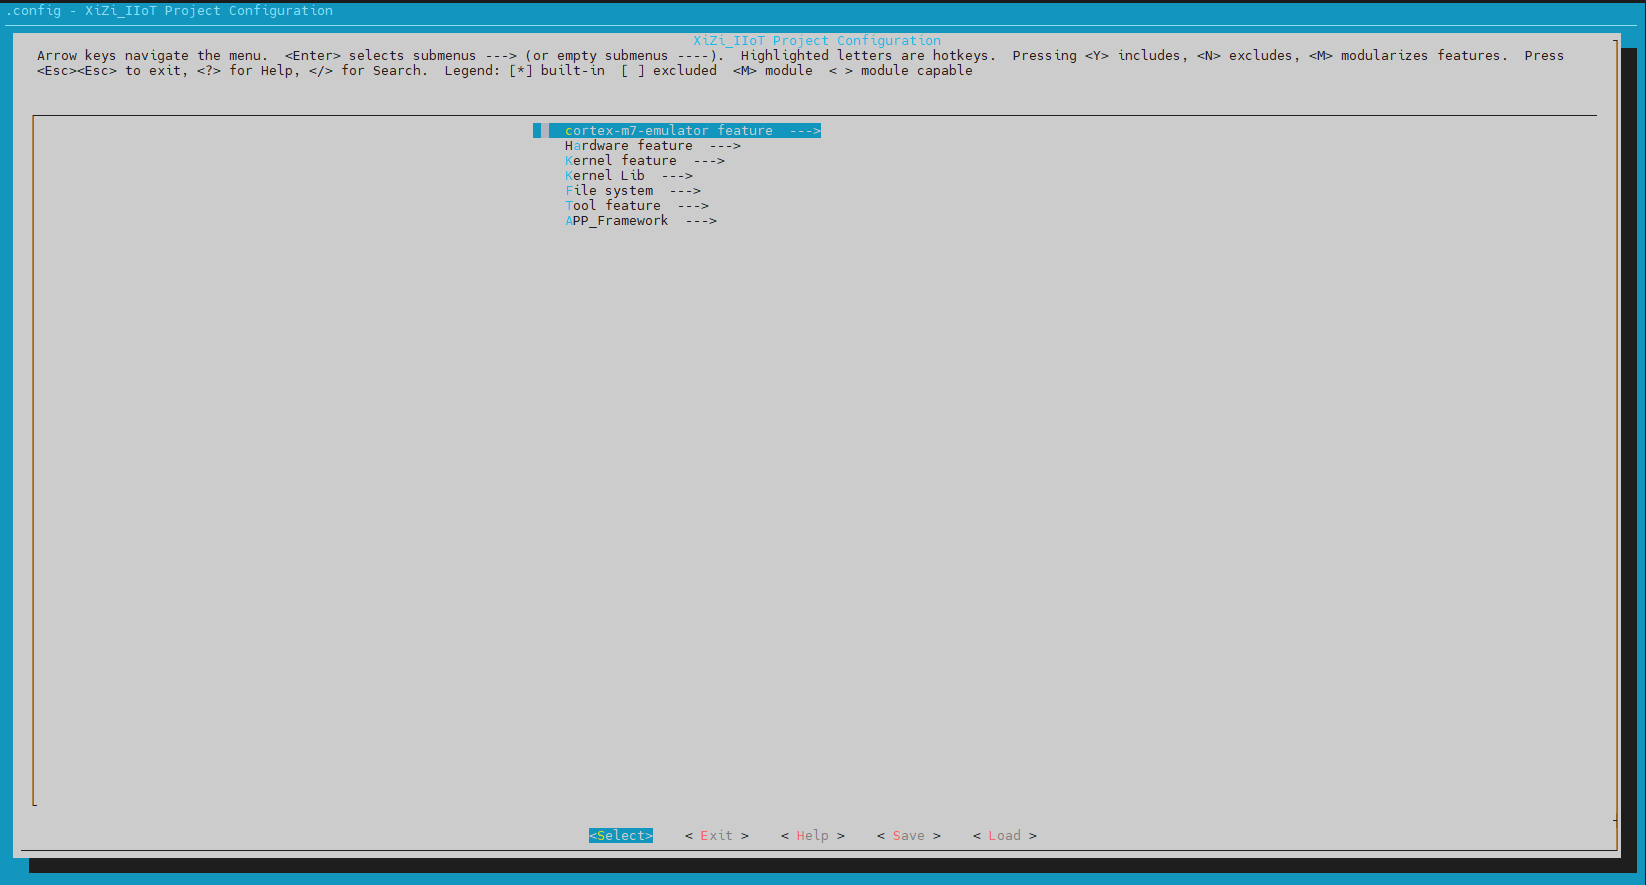 .config - XiZi_IIoT Project Configuration
XiZi_IIoT Project Configuration
Arrow keys navigate the menu.  <Enter> selects submenus ---> (or empty submenus ----).  Highlighted letters are hotkeys.  Pressing <Y> includes, <N> excludes, <M> modularizes features.  Press
<Esc><Esc> to exit, <?> for Help, </> for Search.  Legend: [*] built-in  [ ] excluded  <M> module  < > module capable
cortex-m7-emulator feature  --->
Hardware feature  --->
Kernel feature  --->
Kernel Lib  --->
File system  --->
Tool feature  --->
APP_Framework  --->
<Select>    < Exit >    < Help >    < Save >    < Load >